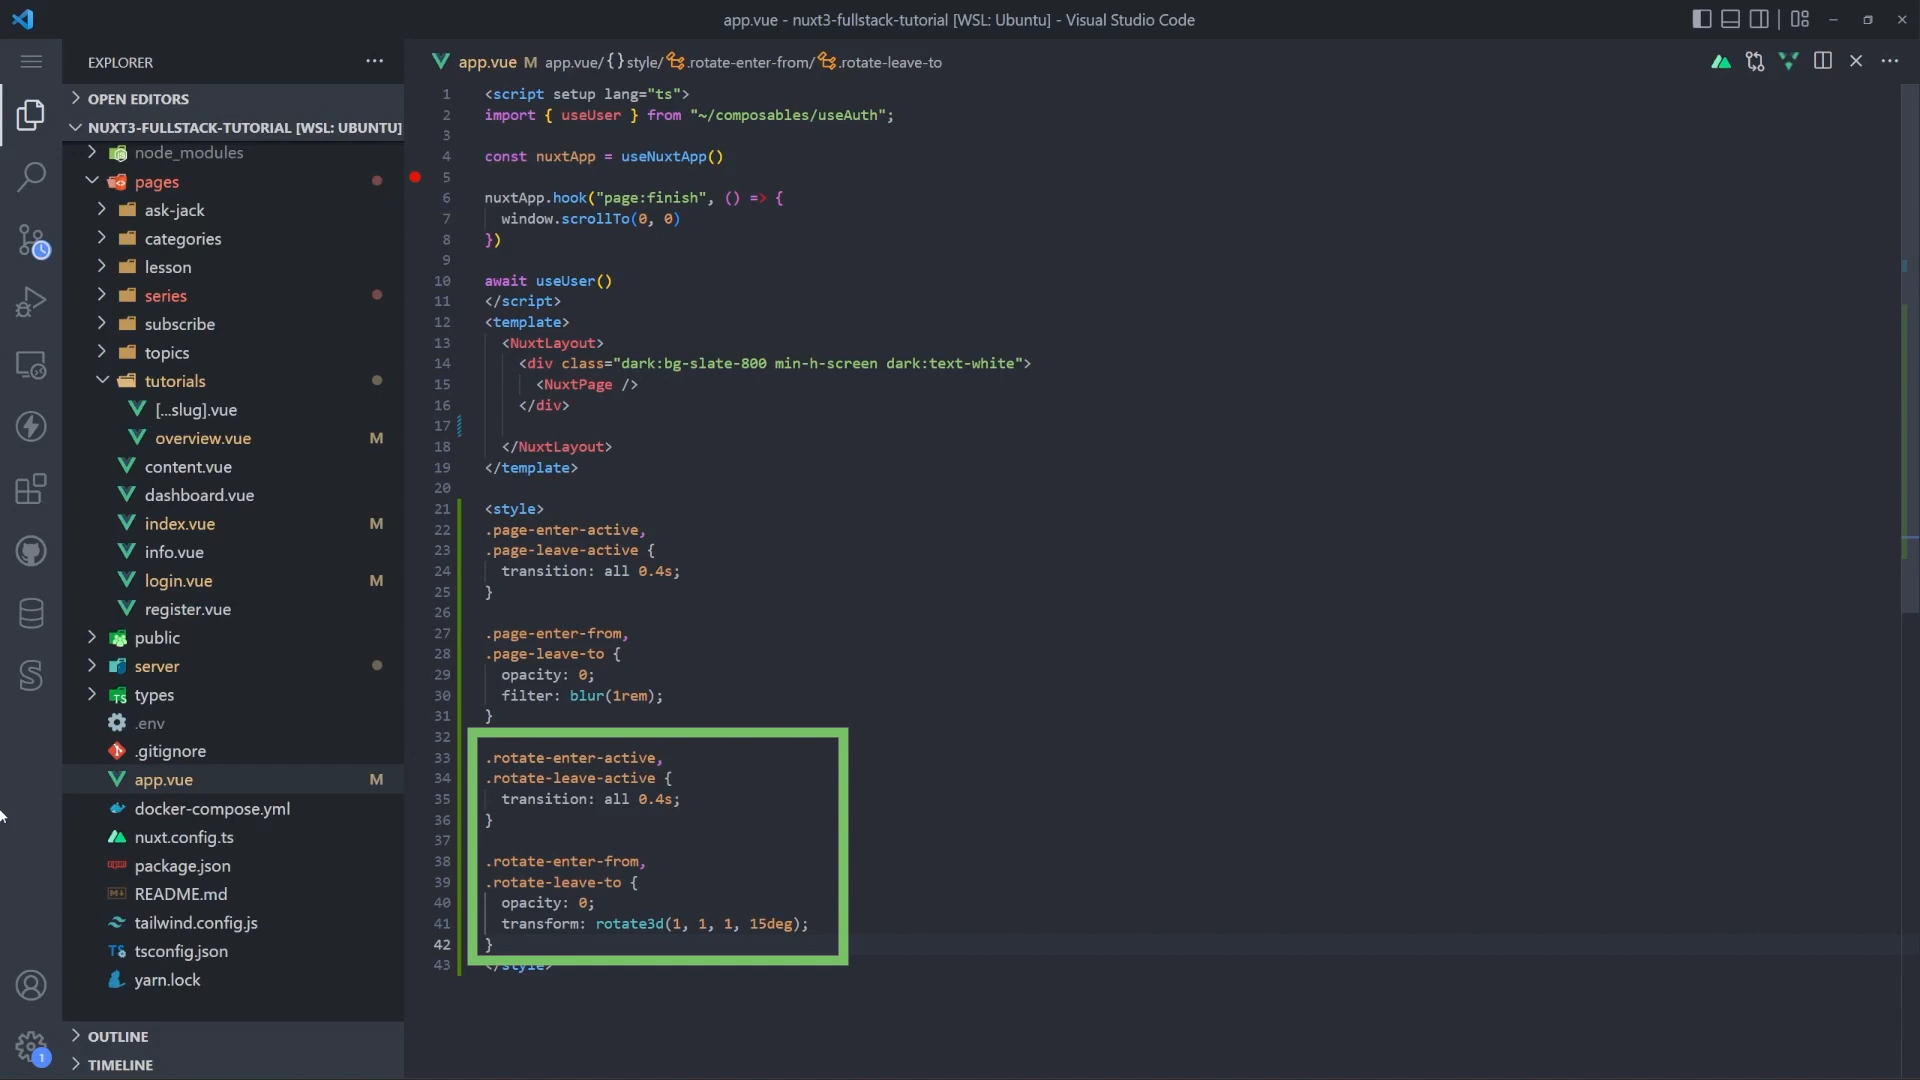 app.vue - nuxt3-fullstack-tutorial [WSL: Ubuntu] - Visual Studio Code
EXPLORER
OPEN EDITORS
NUXT3-FULLSTACK-TUTORIAL [WSL: UBUNTU]
node_modules
pages
ask-jack
categories
lesson
series
subscribe
topics
tutorials
[...slug].vue
overview.vue M
content.vue
dashboard.vue
index.vue M
info.vue
login.vue M
register.vue
public
server
types
.env
.gitignore
app.vue M
docker-compose.yml
nuxt.config.ts
package.json
README.md
tailwind.config.js
tsconfig.json
yarn.lock
OUTLINE
TIMELINE
1
app.vue M app.vue/{}style/.rotate-enter-from/.rotate-leave-to
1 <script setup lang="ts">
2 import { useUser } from "~/composables/useAuth";
3
4 const nuxtApp = useNuxtApp()
5
6 nuxtApp.hook("page:finish", () => {
7 window.scrollTo(0, 0)
8 })
9
10 await useUser()
11 </script>
12 <template>
13 <NuxtLayout>
14 <div class="dark:bg-slate-800 min-h-screen dark:text-white">
15 <NuxtPage />
16 </div>
17
18 </NuxtLayout>
19 </template>
20
21 <style>
22 .page-enter-active,
23 .page-leave-active {
24 transition: all 0.4s;
25 }
26
27 .page-enter-from,
28 .page-leave-to {
29 opacity: 0;
30 filter: blur(1rem);
31 }
32
33 .rotate-enter-active,
34 .rotate-leave-active {
35 transition: all 0.4s;
36 }
37
38 .rotate-enter-from,
39 .rotate-leave-to {
40 opacity: 0;
41 transform: rotate3d(1, 1, 1, 15deg);
42 }
43 </style>